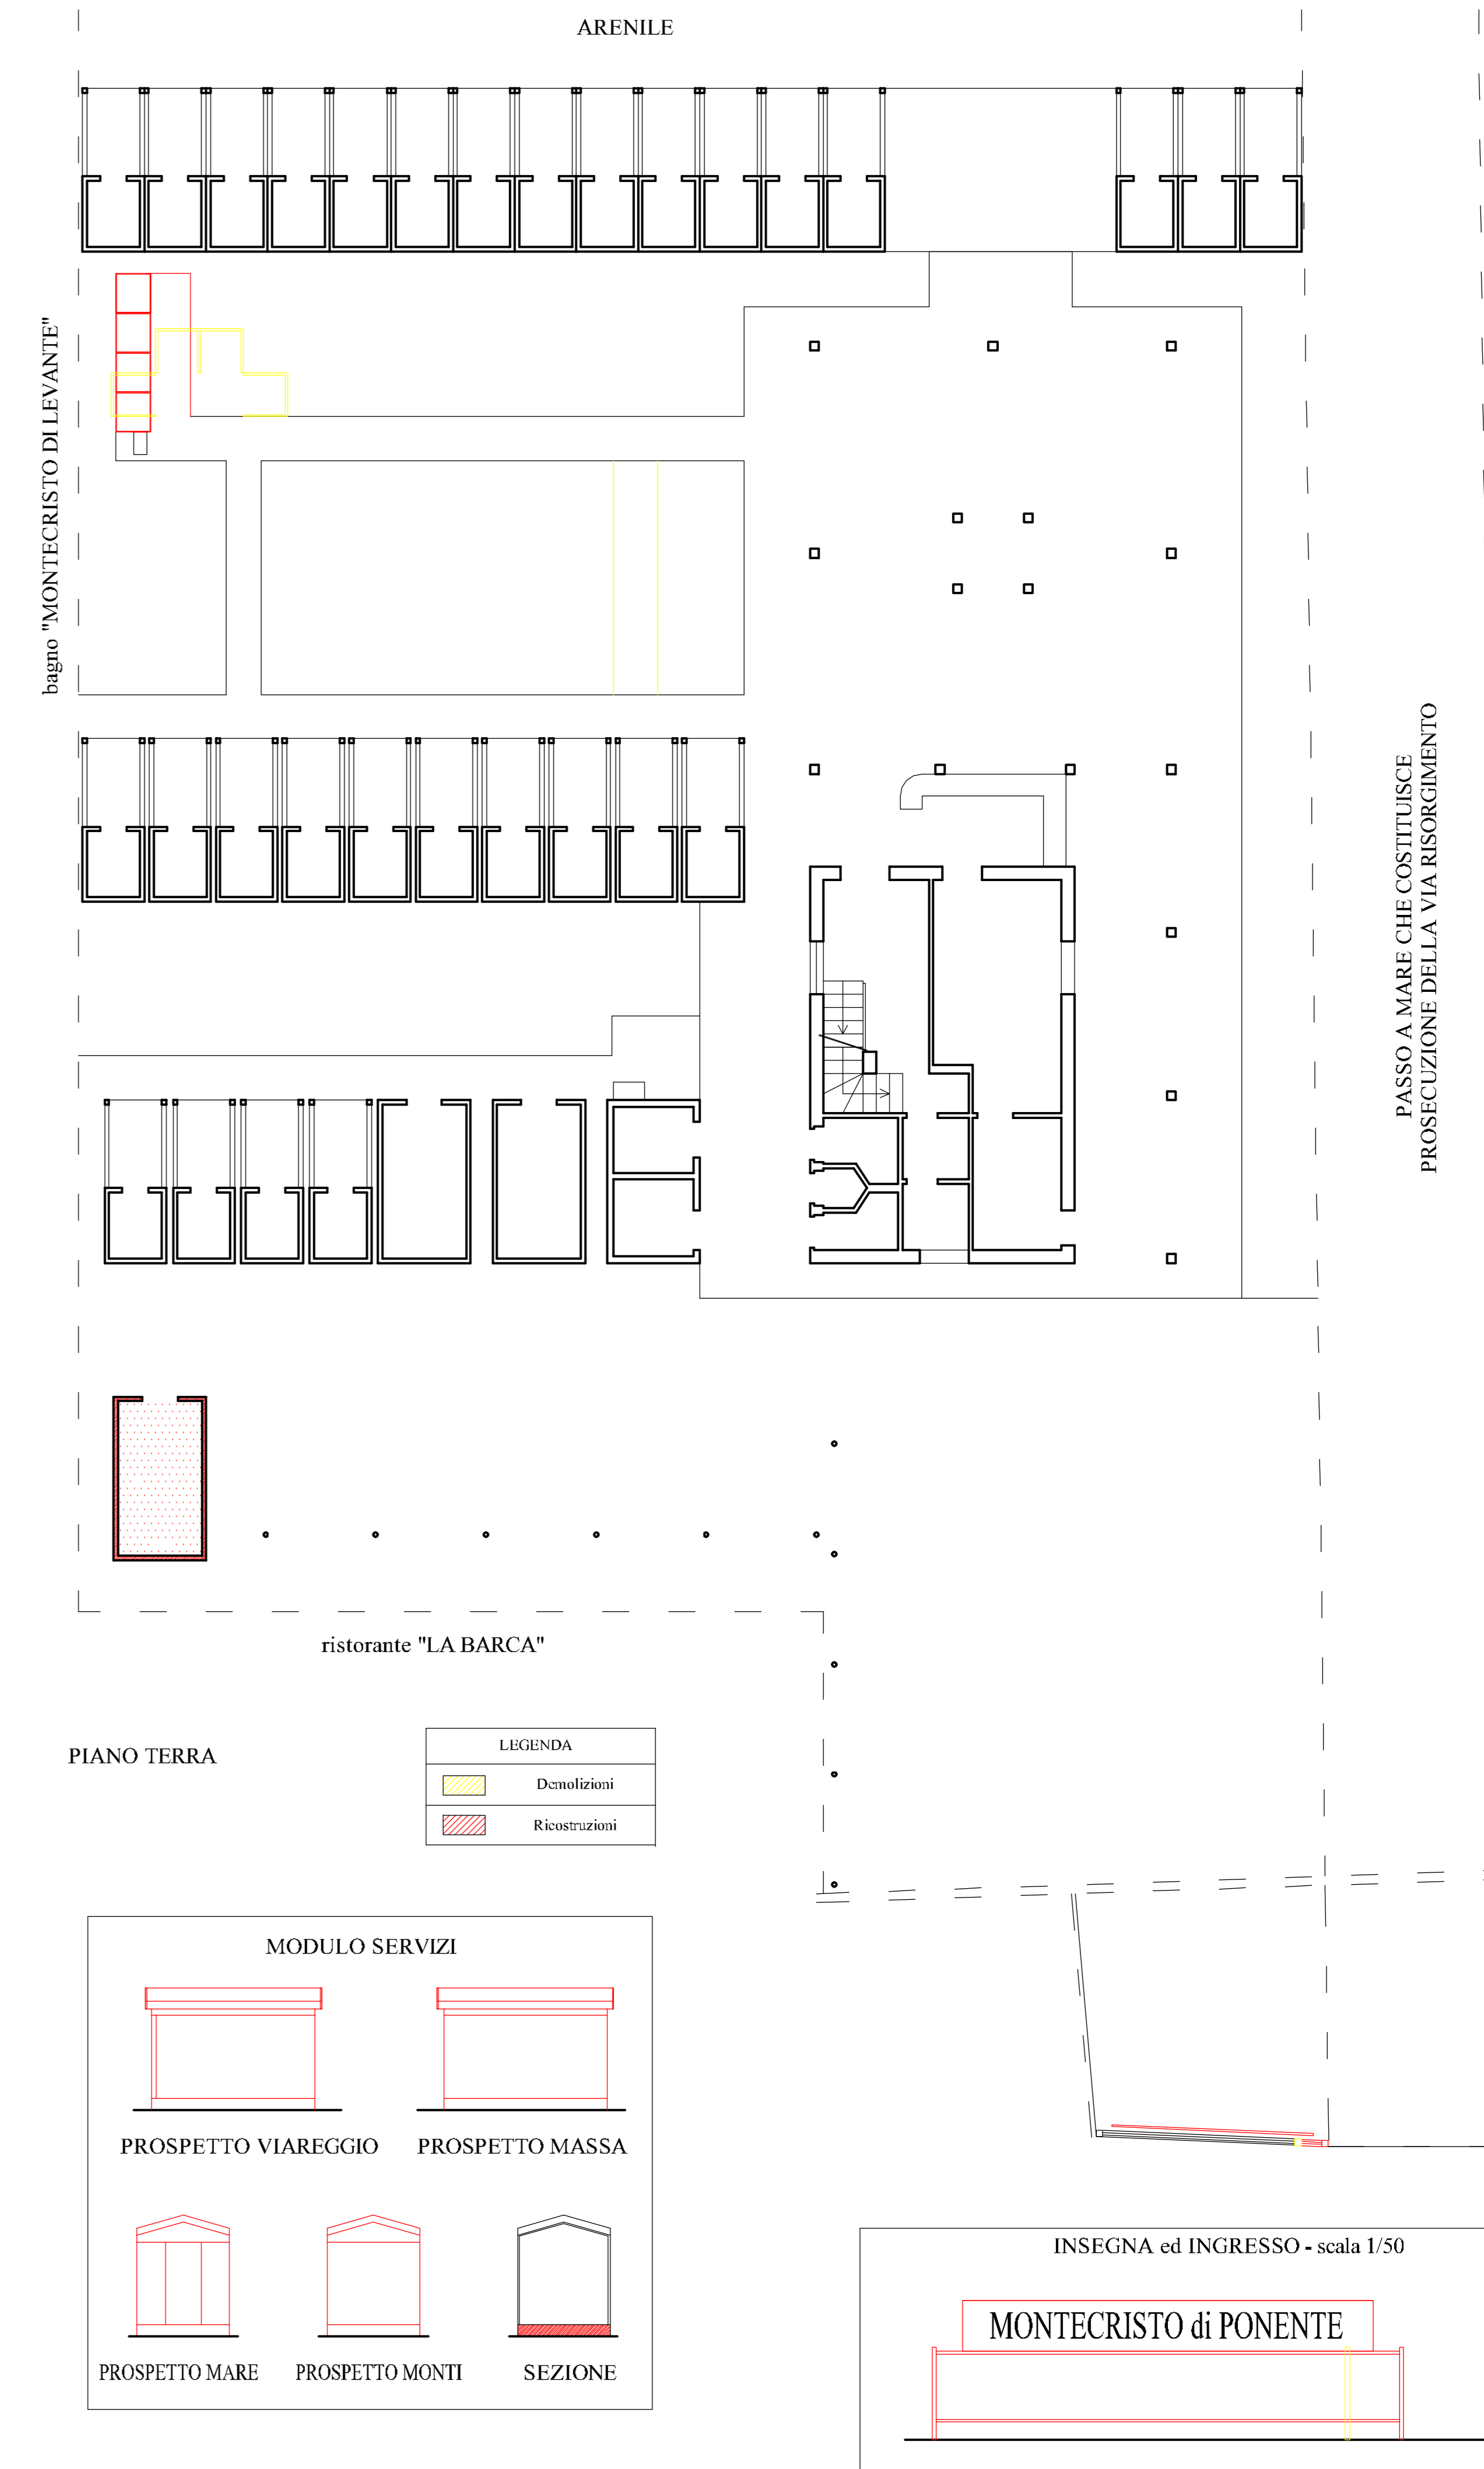 ARENILE
bagno "MONTECRISTO DI LEVANTE"
PASSO A MARE CHE COSTITUISCE
PROSECUZIONE DELLA VIA RISORGIMENTO
ristorante "LA BARCA"
PIANO TERRA
LEGENDA
Demolizioni
Ricostruzioni
MODULO SERVIZI
PROSPETTO VIAREGGIO
PROSPETTO MASSA
PROSPETTO MARE
PROSPETTO MONTI
SEZIONE
INSEGNA ed INGRESSO - scala 1/50
MONTECRISTO di PONENTE